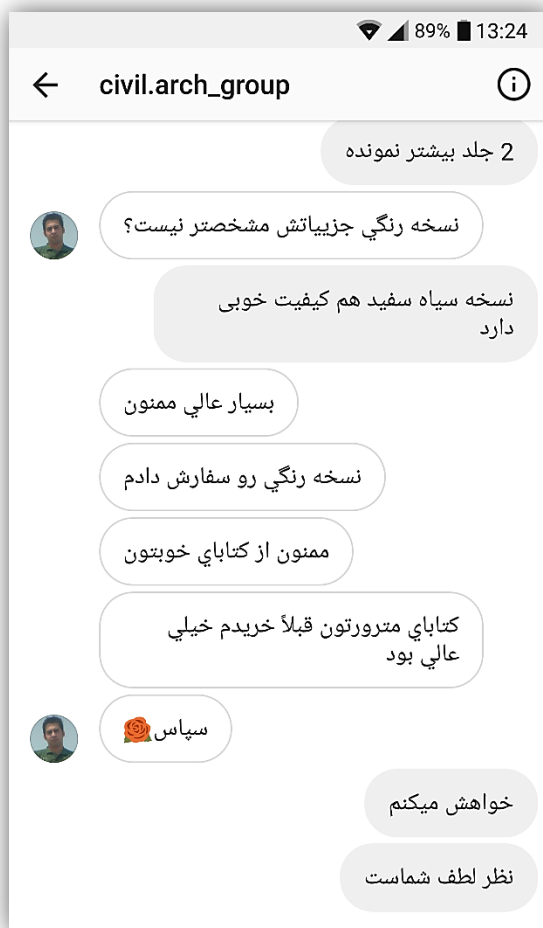 89% 13:24
civil.arch_group
2 جلد بیشتر نمونده
نسخه رنگي جزيياتش مشخصتر نيست؟
نسخه سیاه سفید هم کیفیت خوبی
دارد
بسيار عالي ممنون
نسخه رنگي رو سفارش دادم
ممنون از كتاباي خوبتون
كتاباي مترورتون قبلاً خريدم خيلي
عالي بود
سپاس🌹
خواهش میکنم
نظر لطف شماست